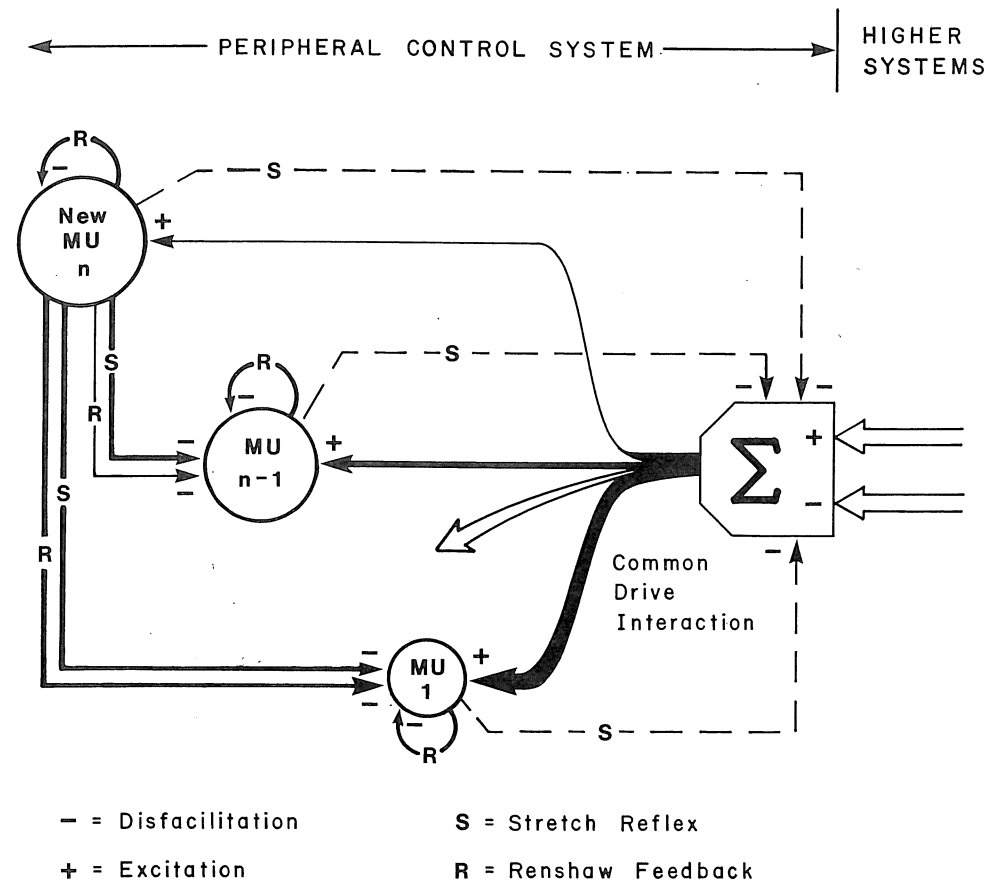 PERIPHERAL CONTROL SYSTEM
HIGHER
SYSTEMS
R
−
S
New
MU
n
+
−
−
S
R
−
S
R
−
MU
n-1
+
−
−
Σ
+
−
S
R
−
Common
Drive
Interaction
−
−
MU
1
+
−
R
S
− = Disfacilitation
S = Stretch Reflex
+ = Excitation
R = Renshaw Feedback